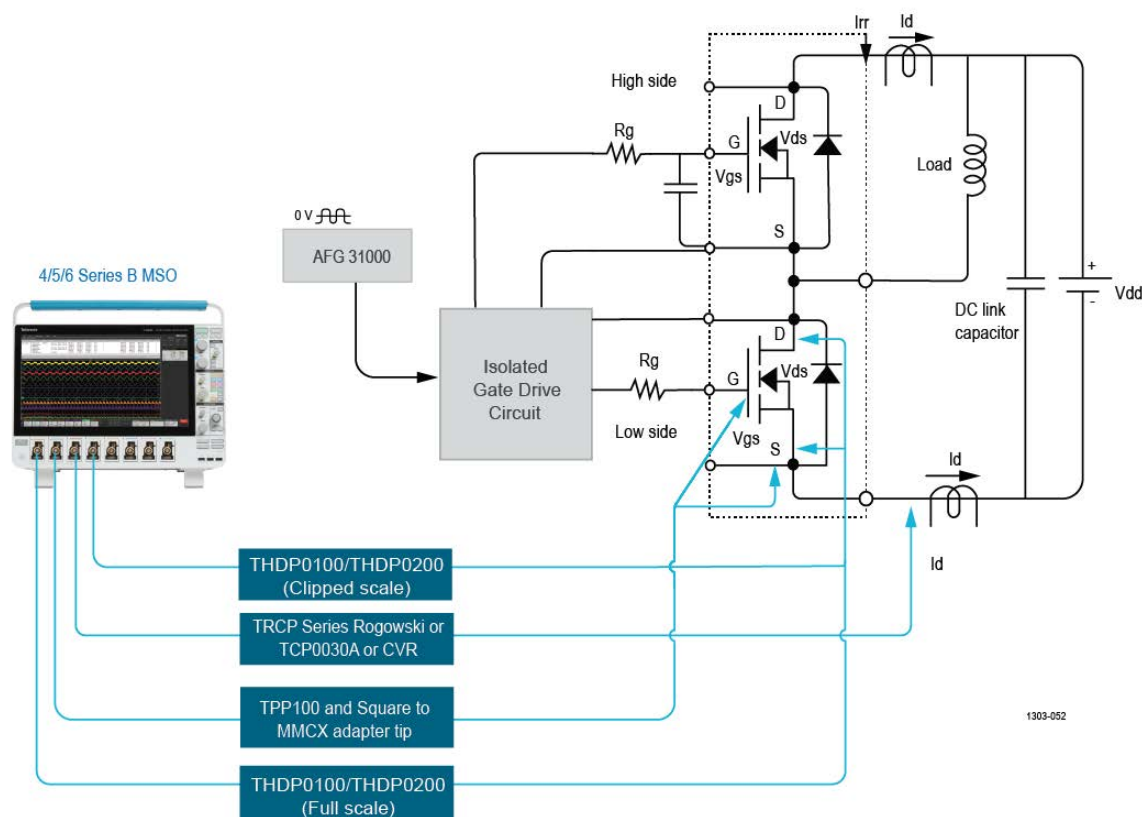 Irr
Id
High side
D
Rg
G
Vds
Vgs
Load
S
0 V
AFG 31000
4/5/6 Series B MSO
+
Vdd
-
DC link
capacitor
Isolated
Gate Drive
Circuit
D
Rg
G
Vds
Vgs
Low side
S
Id
Id
THDP0100/THDP0200
(Clipped scale)
TRCP Series Rogowski or
TCP0030A or CVR
TPP100 and Square to
MMCX adapter tip
1303-052
THDP0100/THDP0200
(Full scale)